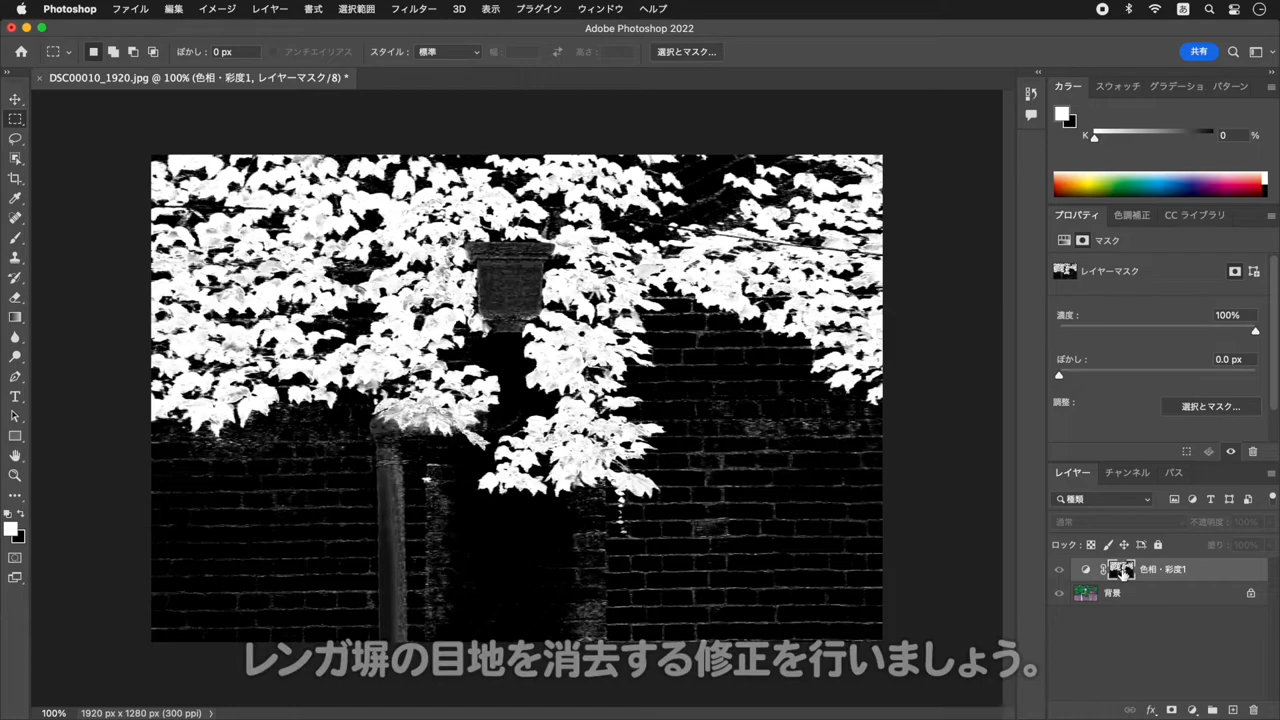 Photoshop ファイル 編集 イメージ レイヤー 書式 選択範囲 フィルター 3D 表示 プラグイン ウィンドウ ヘルプ あ
Adobe Photoshop 2022
ぼかし: 0 px アンチエイリアス スタイル: 標準 幅: 高さ: 選択とマスク... 共有
DSC00010_1920.jpg @ 100% (色相・彩度1, レイヤーマスク/8) *
カラー スウォッチ グラデーショ パターン
K 0 %
プロパティ 色調補正 CC ライブラリ
マスク
レイヤーマスク
濃度: 100%
ぼかし: 0.0 px
調整: 選択とマスク...
レイヤー チャンネル パス
種類
通常 不透明度: 100%
ロック: 塗り: 100%
色相・彩度1
背景
レンガ塀の目地を消去する修正を行いましょう。
100% 1920 px x 1280 px (300 ppi)